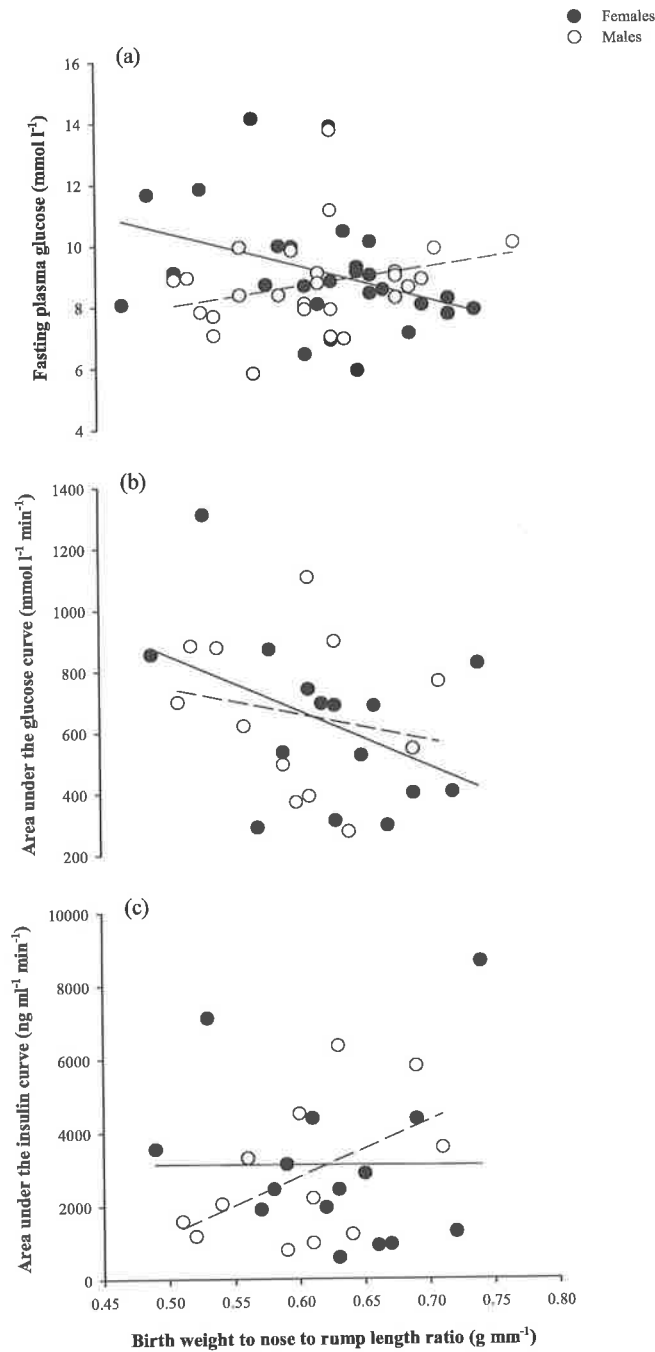 Females
Males
(a)
16
14
12
10
8
6
4
Fasting plasma glucose (mmol l⁻¹)
(b)
1400
1200
1000
800
600
400
200
Area under the glucose curve (mmol l⁻¹ min⁻¹)
(c)
10000
8000
6000
4000
2000
0
Area under the insulin curve (ng ml⁻¹ min⁻¹)
0.45 0.50 0.55 0.60 0.65 0.70 0.75 0.80
Birth weight to nose to rump length ratio (g mm⁻¹)